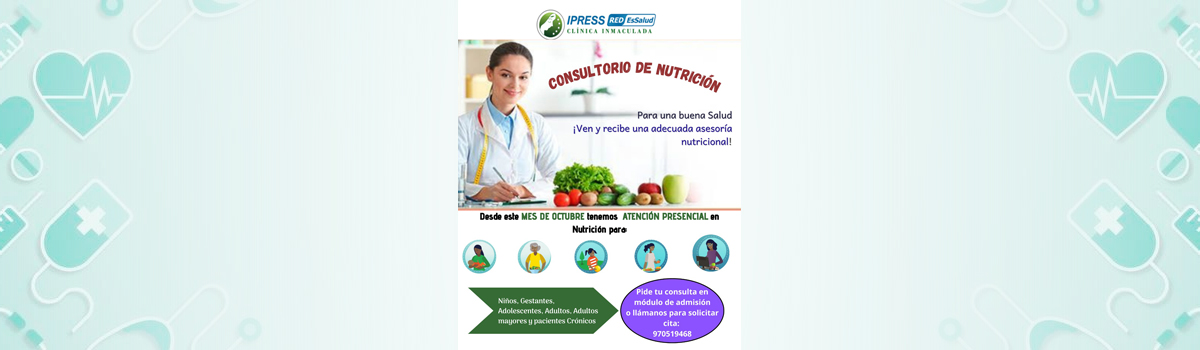 IPRESS RED EsSalud
CLÍNICA INMACULADA
CONSULTORIO DE NUTRICIÓN
Para una buena Salud
¡Ven y recibe una adecuada asesoría
nutricional!
Desde este MES DE OCTUBRE tenemos ATENCIÓN PRESENCIAL en
Nutrición para:
Niños, Gestantes,
Adolescentes, Adultos, Adultos
mayores y pacientes Crónicos
Pide tu consulta en
módulo de admisión
o llámanos para solicitar
cita:
970519468